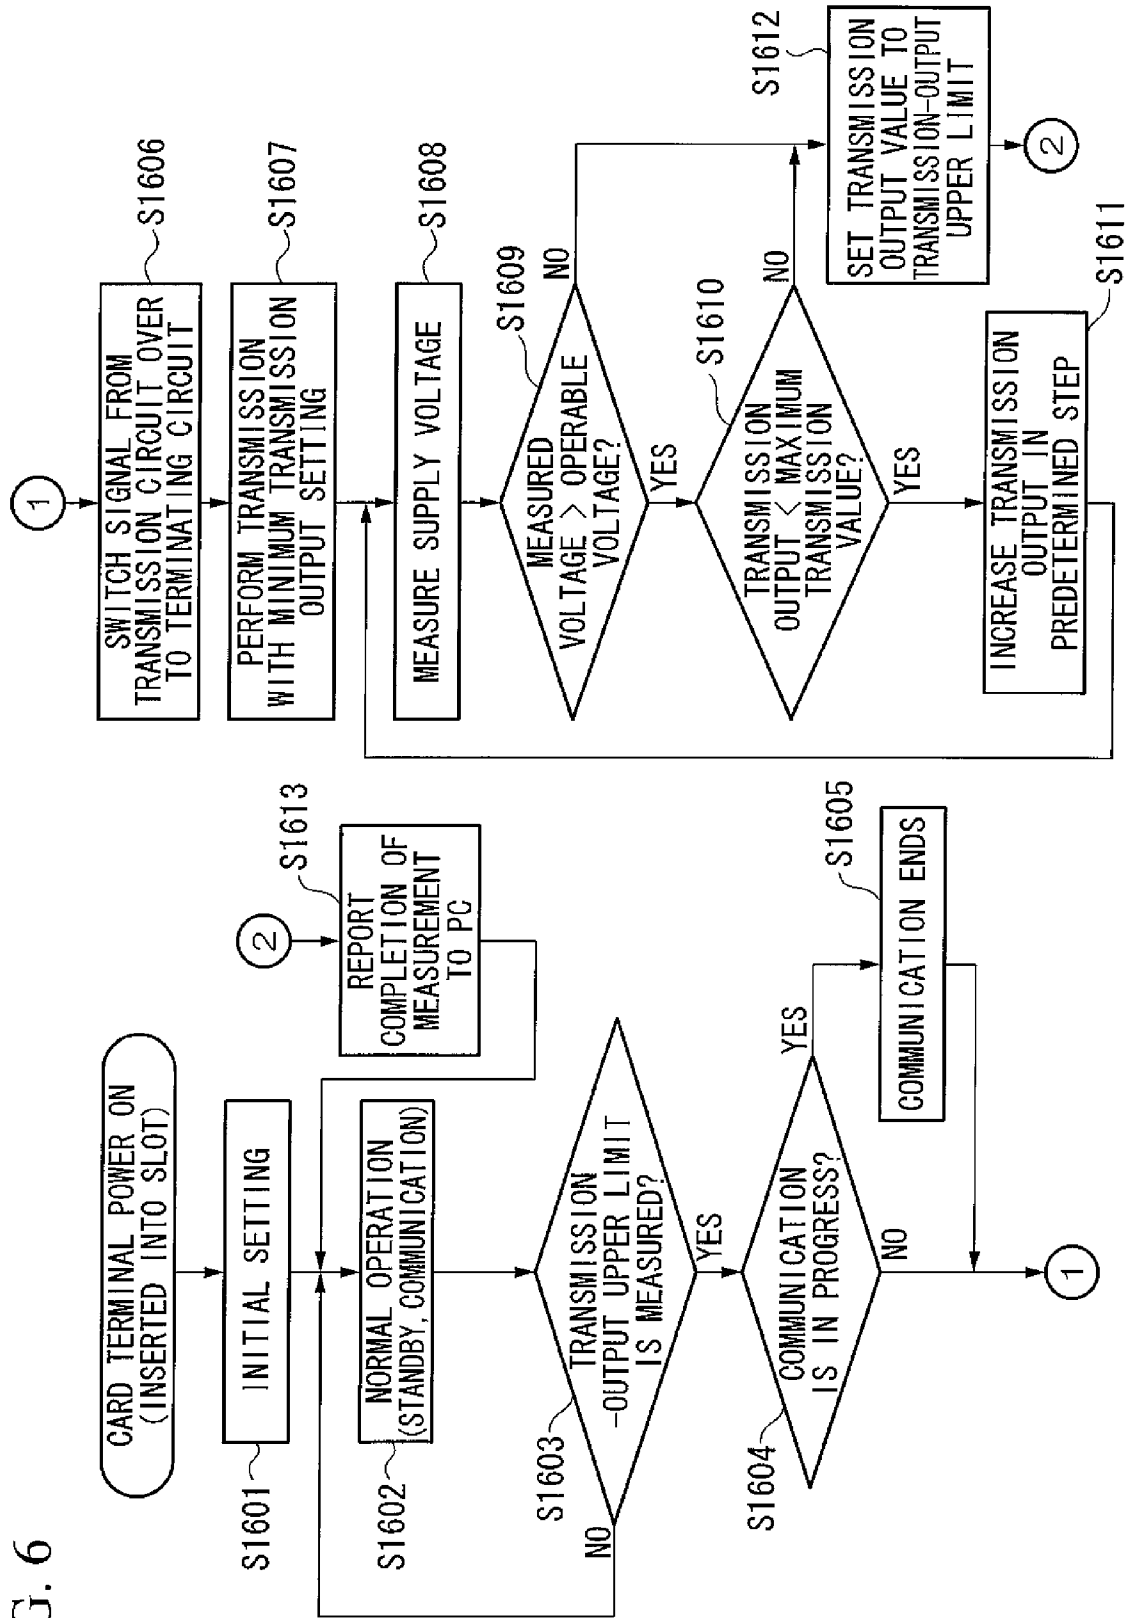 G. 6
CARD TERMINAL POWER ON
(INSERTED INTO SLOT)
S1601
INITIAL SETTING
S1602
NORMAL OPERATION
(STANDBY, COMMUNICATION)
S1603
TRANSMISSION
-OUTPUT UPPER LIMIT
IS MEASURED?
NO
YES
S1604
COMMUNICATION
IS IN PROGRESS?
YES
NO
S1605
COMMUNICATION ENDS
1
2
S1613
REPORT
COMPLETION OF
MEASUREMENT
TO PC
1
SWITCH SIGNAL FROM
TRANSMISSION CIRCUIT OVER
TO TERMINATING CIRCUIT
S1606
PERFORM TRANSMISSION
WITH MINIMUM TRANSMISSION
OUTPUT SETTING
S1607
MEASURE SUPPLY VOLTAGE
S1608
MEASURED
VOLTAGE > OPERABLE
VOLTAGE?
S1609
NO
YES
TRANSMISSION
OUTPUT < MAXIMUM
TRANSMISSION
VALUE?
S1610
NO
YES
INCREASE TRANSMISSION
OUTPUT IN
PREDETERMINED STEP
S1611
S1612
SET TRANSMISSION
OUTPUT VALUE TO
TRANSMISSION-OUTPUT
UPPER LIMIT
2